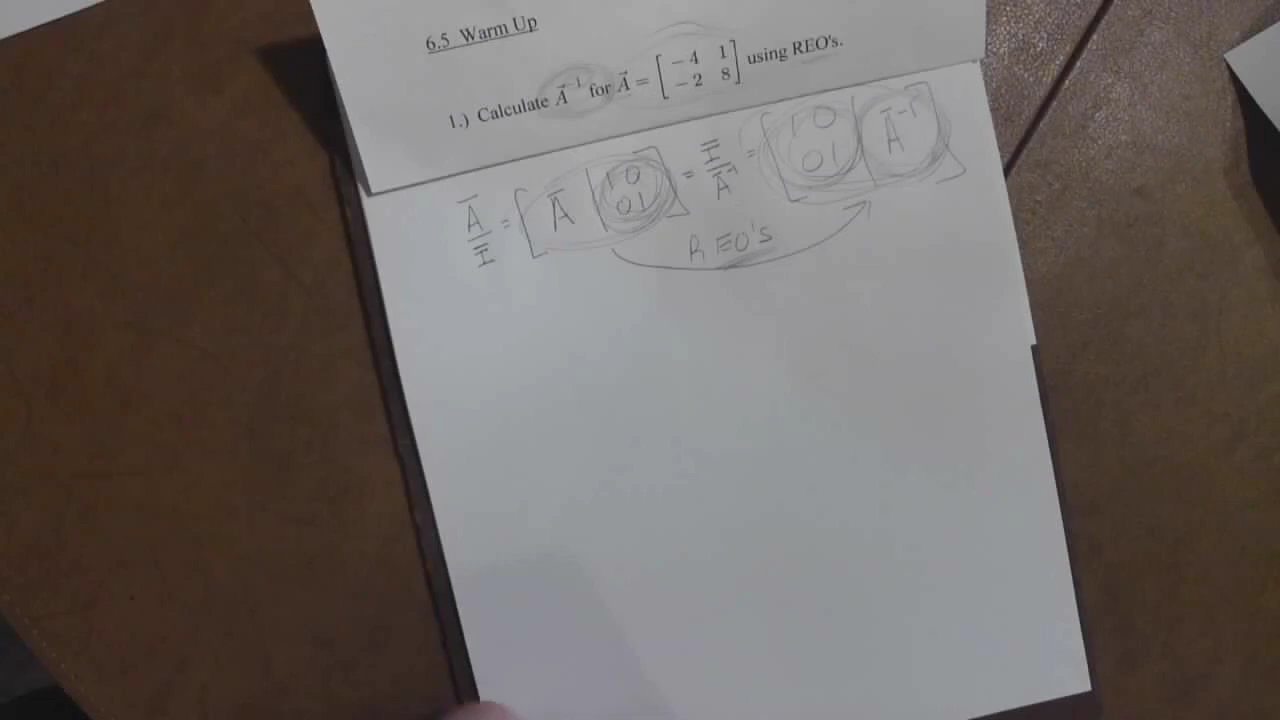 6.5 Warm Up
1.) Calculate A⃗⁻¹ for A⃗ = [ -4 1 ; -2 8 ] using REO's.
A̅ / I̿ = [ A̅ | 1 0 ; 0 1 ] = I̿ / A̅⁻¹ = [ 1 0 ; 0 1 | A̅⁻¹ ]
REO's